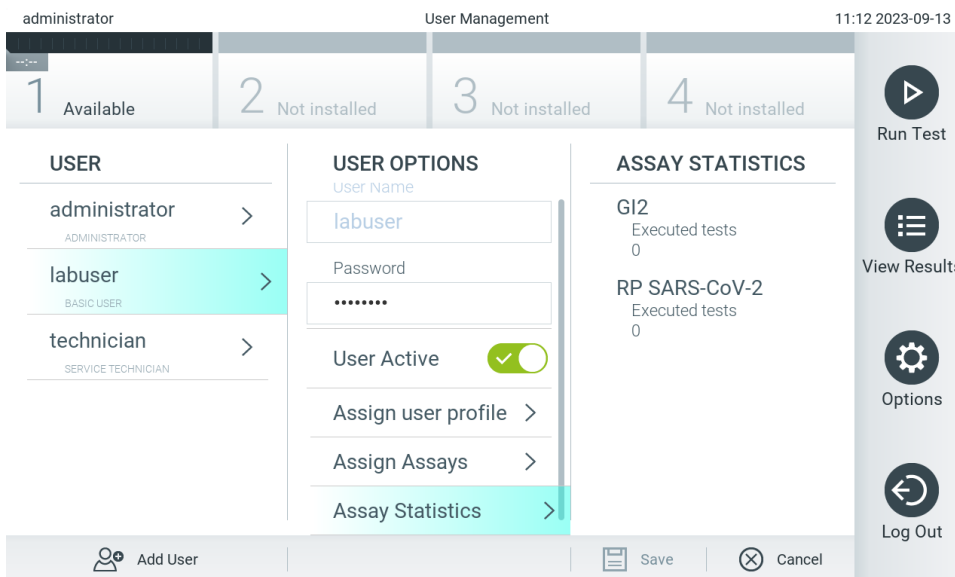 administrator
User Management
11:12 2023-09-13
--:--
1 Available
2 Not installed
3 Not installed
4 Not installed
USER
administrator
ADMINISTRATOR
labuser
BASIC USER
technician
SERVICE TECHNICIAN
USER OPTIONS
User Name
labuser
Password
••••••••
User Active
Assign user profile
Assign Assays
Assay Statistics
ASSAY STATISTICS
GI2
Executed tests
0
RP SARS-CoV-2
Executed tests
0
Run Test
View Results
Options
Log Out
Add User
Save
Cancel